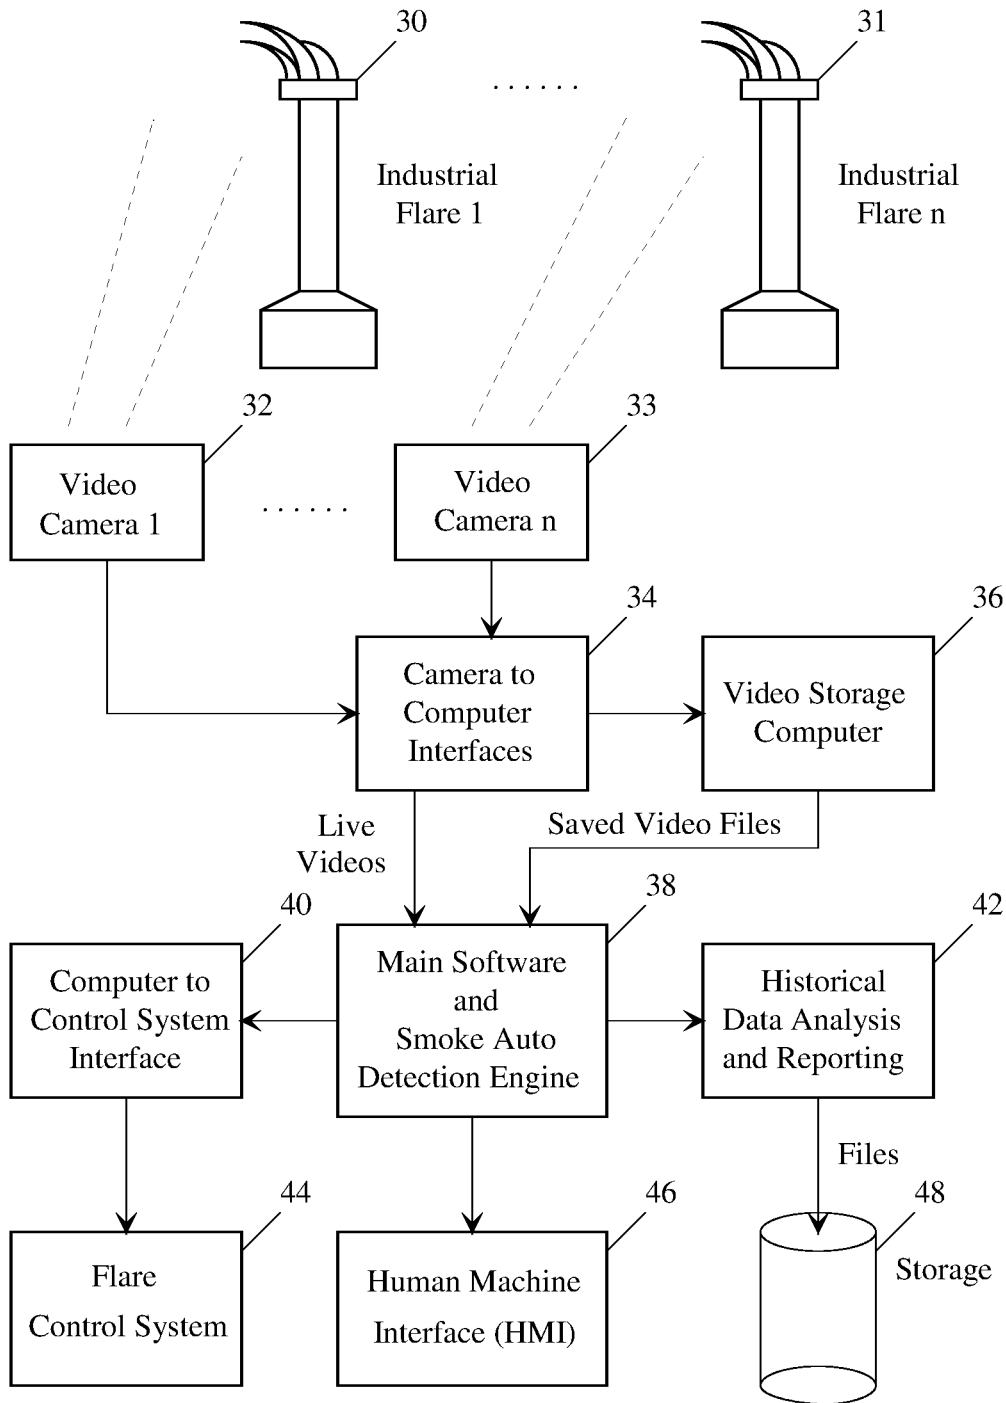 30
31
. . . . . .
Industrial
Flare 1
Industrial
Flare n
32
33
Video
Camera 1
. . . . . .
Video
Camera n
34
36
Camera to
Computer
Interfaces
Video Storage
Computer
Live
Videos
Saved Video Files
38
40
42
Computer to
Control System
Interface
Main Software
and
Smoke Auto
Detection Engine
Historical
Data Analysis
and Reporting
Files
44
46
48
Flare
Control System
Human Machine
Interface (HMI)
Storage